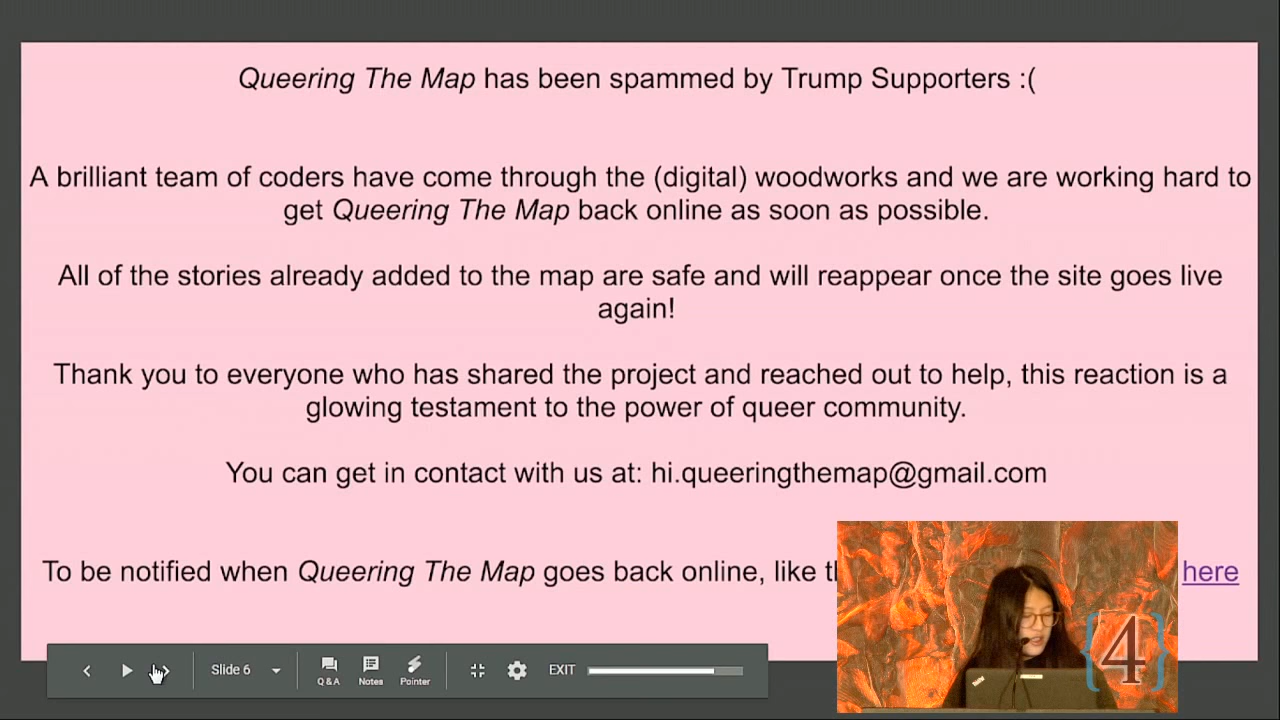 Queering The Map has been spammed by Trump Supporters :(
A brilliant team of coders have come through the (digital) woodworks and we are working hard to
get Queering The Map back online as soon as possible.
All of the stories already added to the map are safe and will reappear once the site goes live
again!
Thank you to everyone who has shared the project and reached out to help, this reaction is a
glowing testament to the power of queer community.
You can get in contact with us at: hi.queeringthemap@gmail.com
To be notified when Queering The Map goes back online, like
here
Slide 6
Q & A
Notes
Pointer
EXIT
{4}